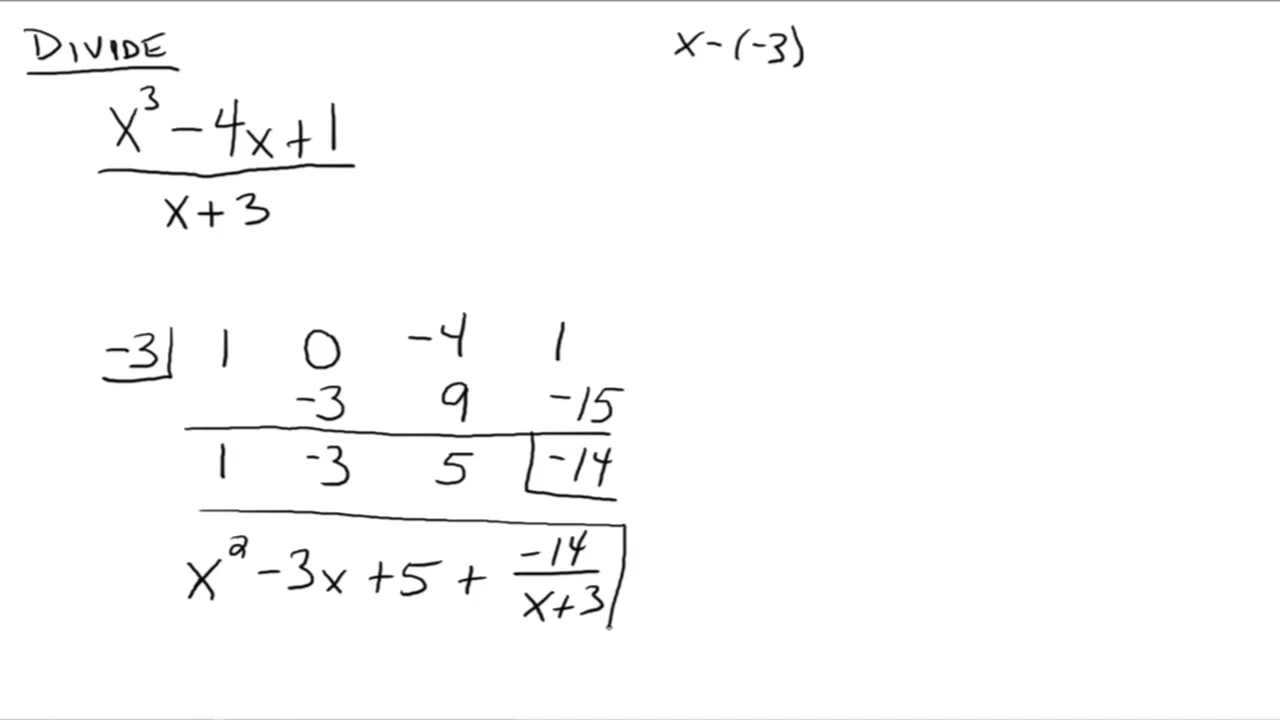 DIVIDE
x - (-3)
x³ - 4x + 1
x + 3
-3| 1 0 -4 1
-3 9 -15
1 -3 5 -14
x² - 3x + 5 + -14/x+3